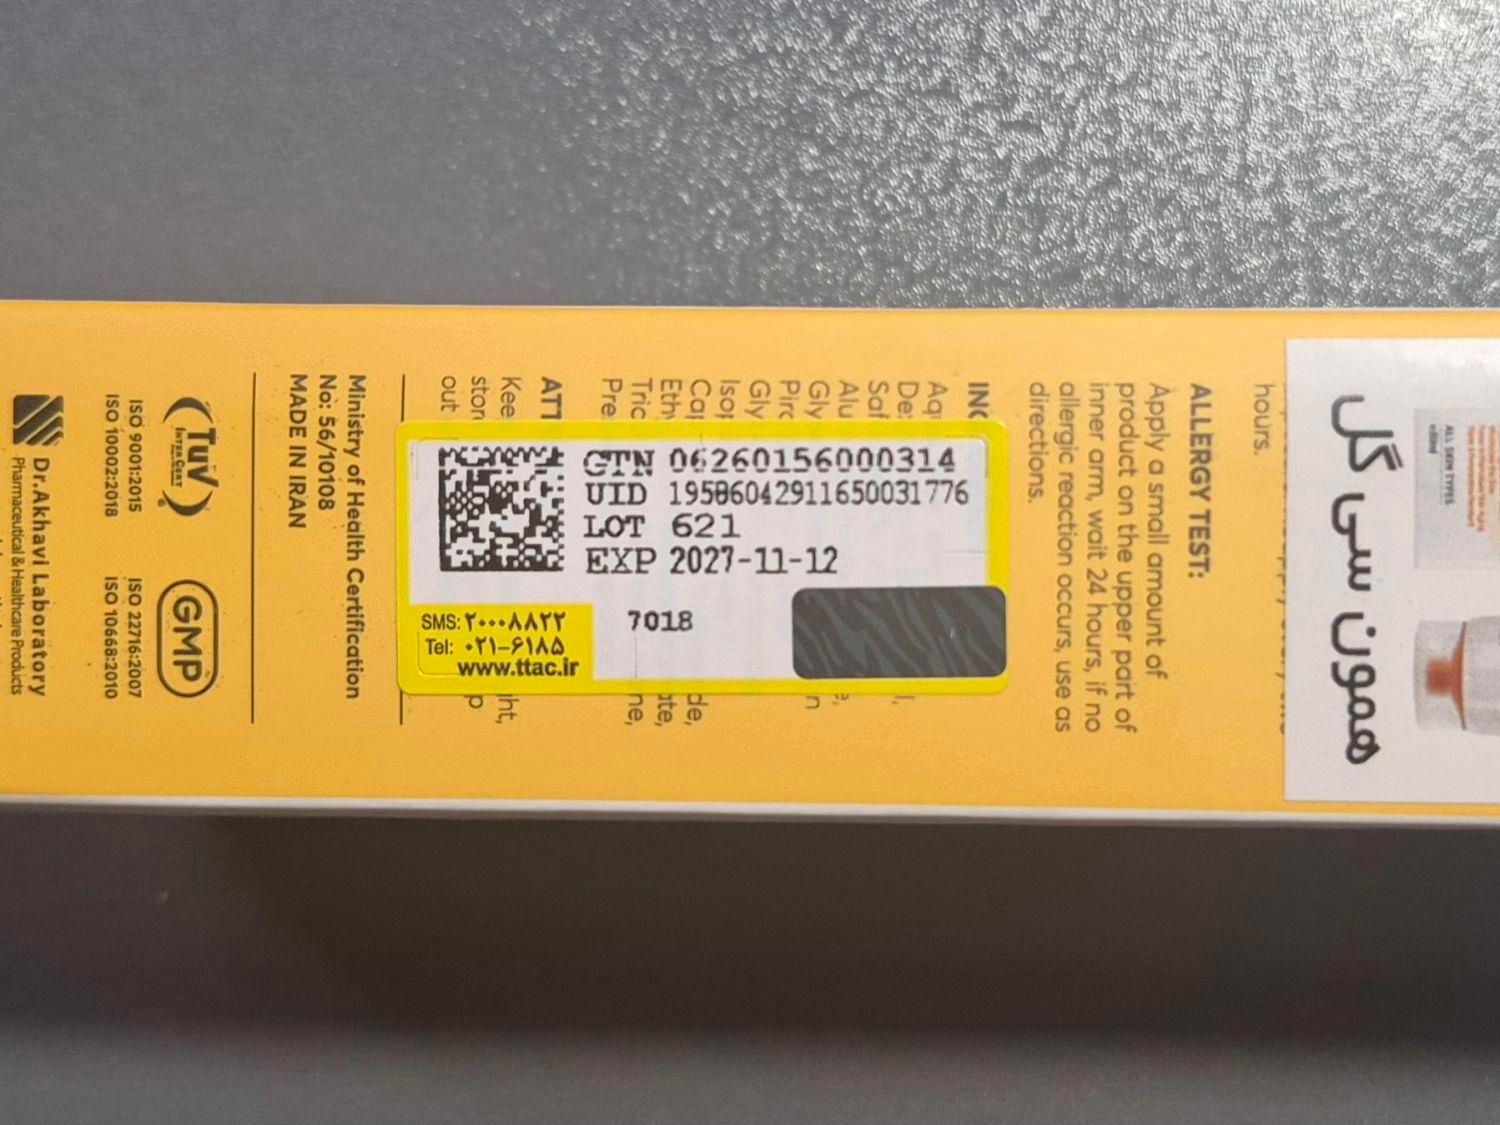 GTN 06260156000314
UID 19586042911650031776
LOT 621
EXP 2027-11-12
7018
SMS: ۲۰۰۰۸۸۲۲
Tel: ۰۲۱-۶۱۸۵
www.ttac.ir
هموزن سی گل
ALL SKIN TYPES
hours.
ALLERGY TEST:
Apply a small amount of
product on the upper part of
inner arm, wait 24 hours, if no
allergic reaction occurs, use as
directions.
out
Ministry of Health Certification
No: 56/10108
MADE IN IRAN
TÜV
INTERCERT
ISO 9001:2015
ISO 10002:2018
GMP
ISO 22716:2007
ISO 10668:2010
Dr.Akhavi Laboratory
Pharmaceutical & Healthcare Products